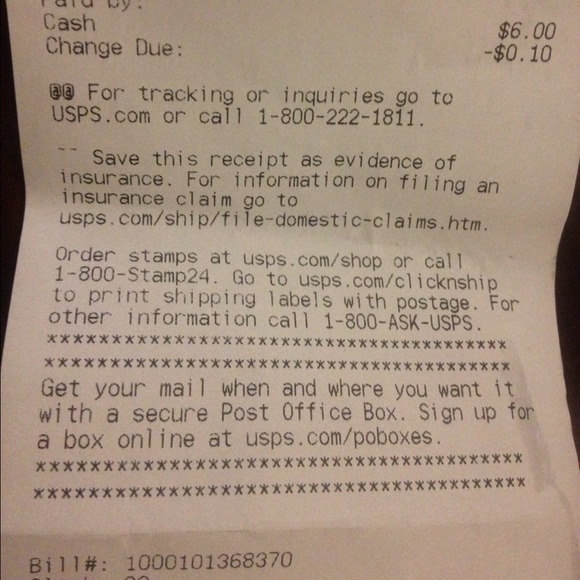 Paid by:
Cash $6.00
Change Due: -$0.10
@@ For tracking or inquiries go to
USPS.com or call 1-800-222-1811.
~~ Save this receipt as evidence of
insurance. For information on filing an
insurance claim go to
usps.com/ship/file-domestic-claims.htm.
Order stamps at usps.com/shop or call
1-800-Stamp24. Go to usps.com/clicknship
to print shipping labels with postage. For
other information call 1-800-ASK-USPS.
****************************************
****************************************
Get your mail when and where you want it
with a secure Post Office Box. Sign up for
a box online at usps.com/poboxes.
****************************************
****************************************
Bill#: 1000101368370